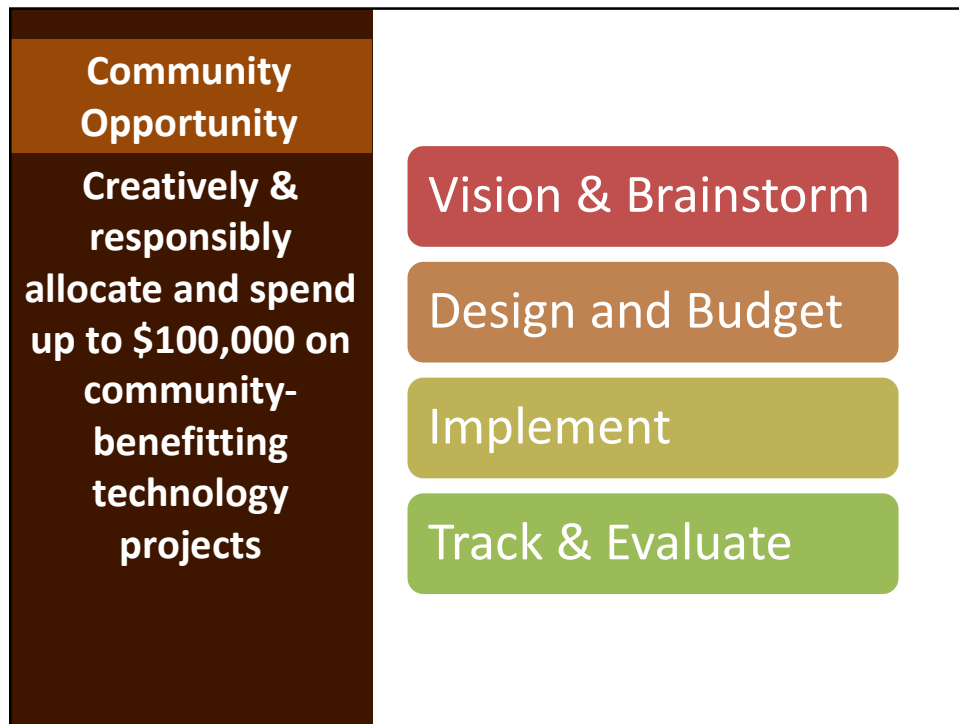 Community
Opportunity
Creatively &
responsibly
allocate and spend
up to $100,000 on
community-
benefitting
technology
projects
Vision & Brainstorm
Design and Budget
Implement
Track & Evaluate